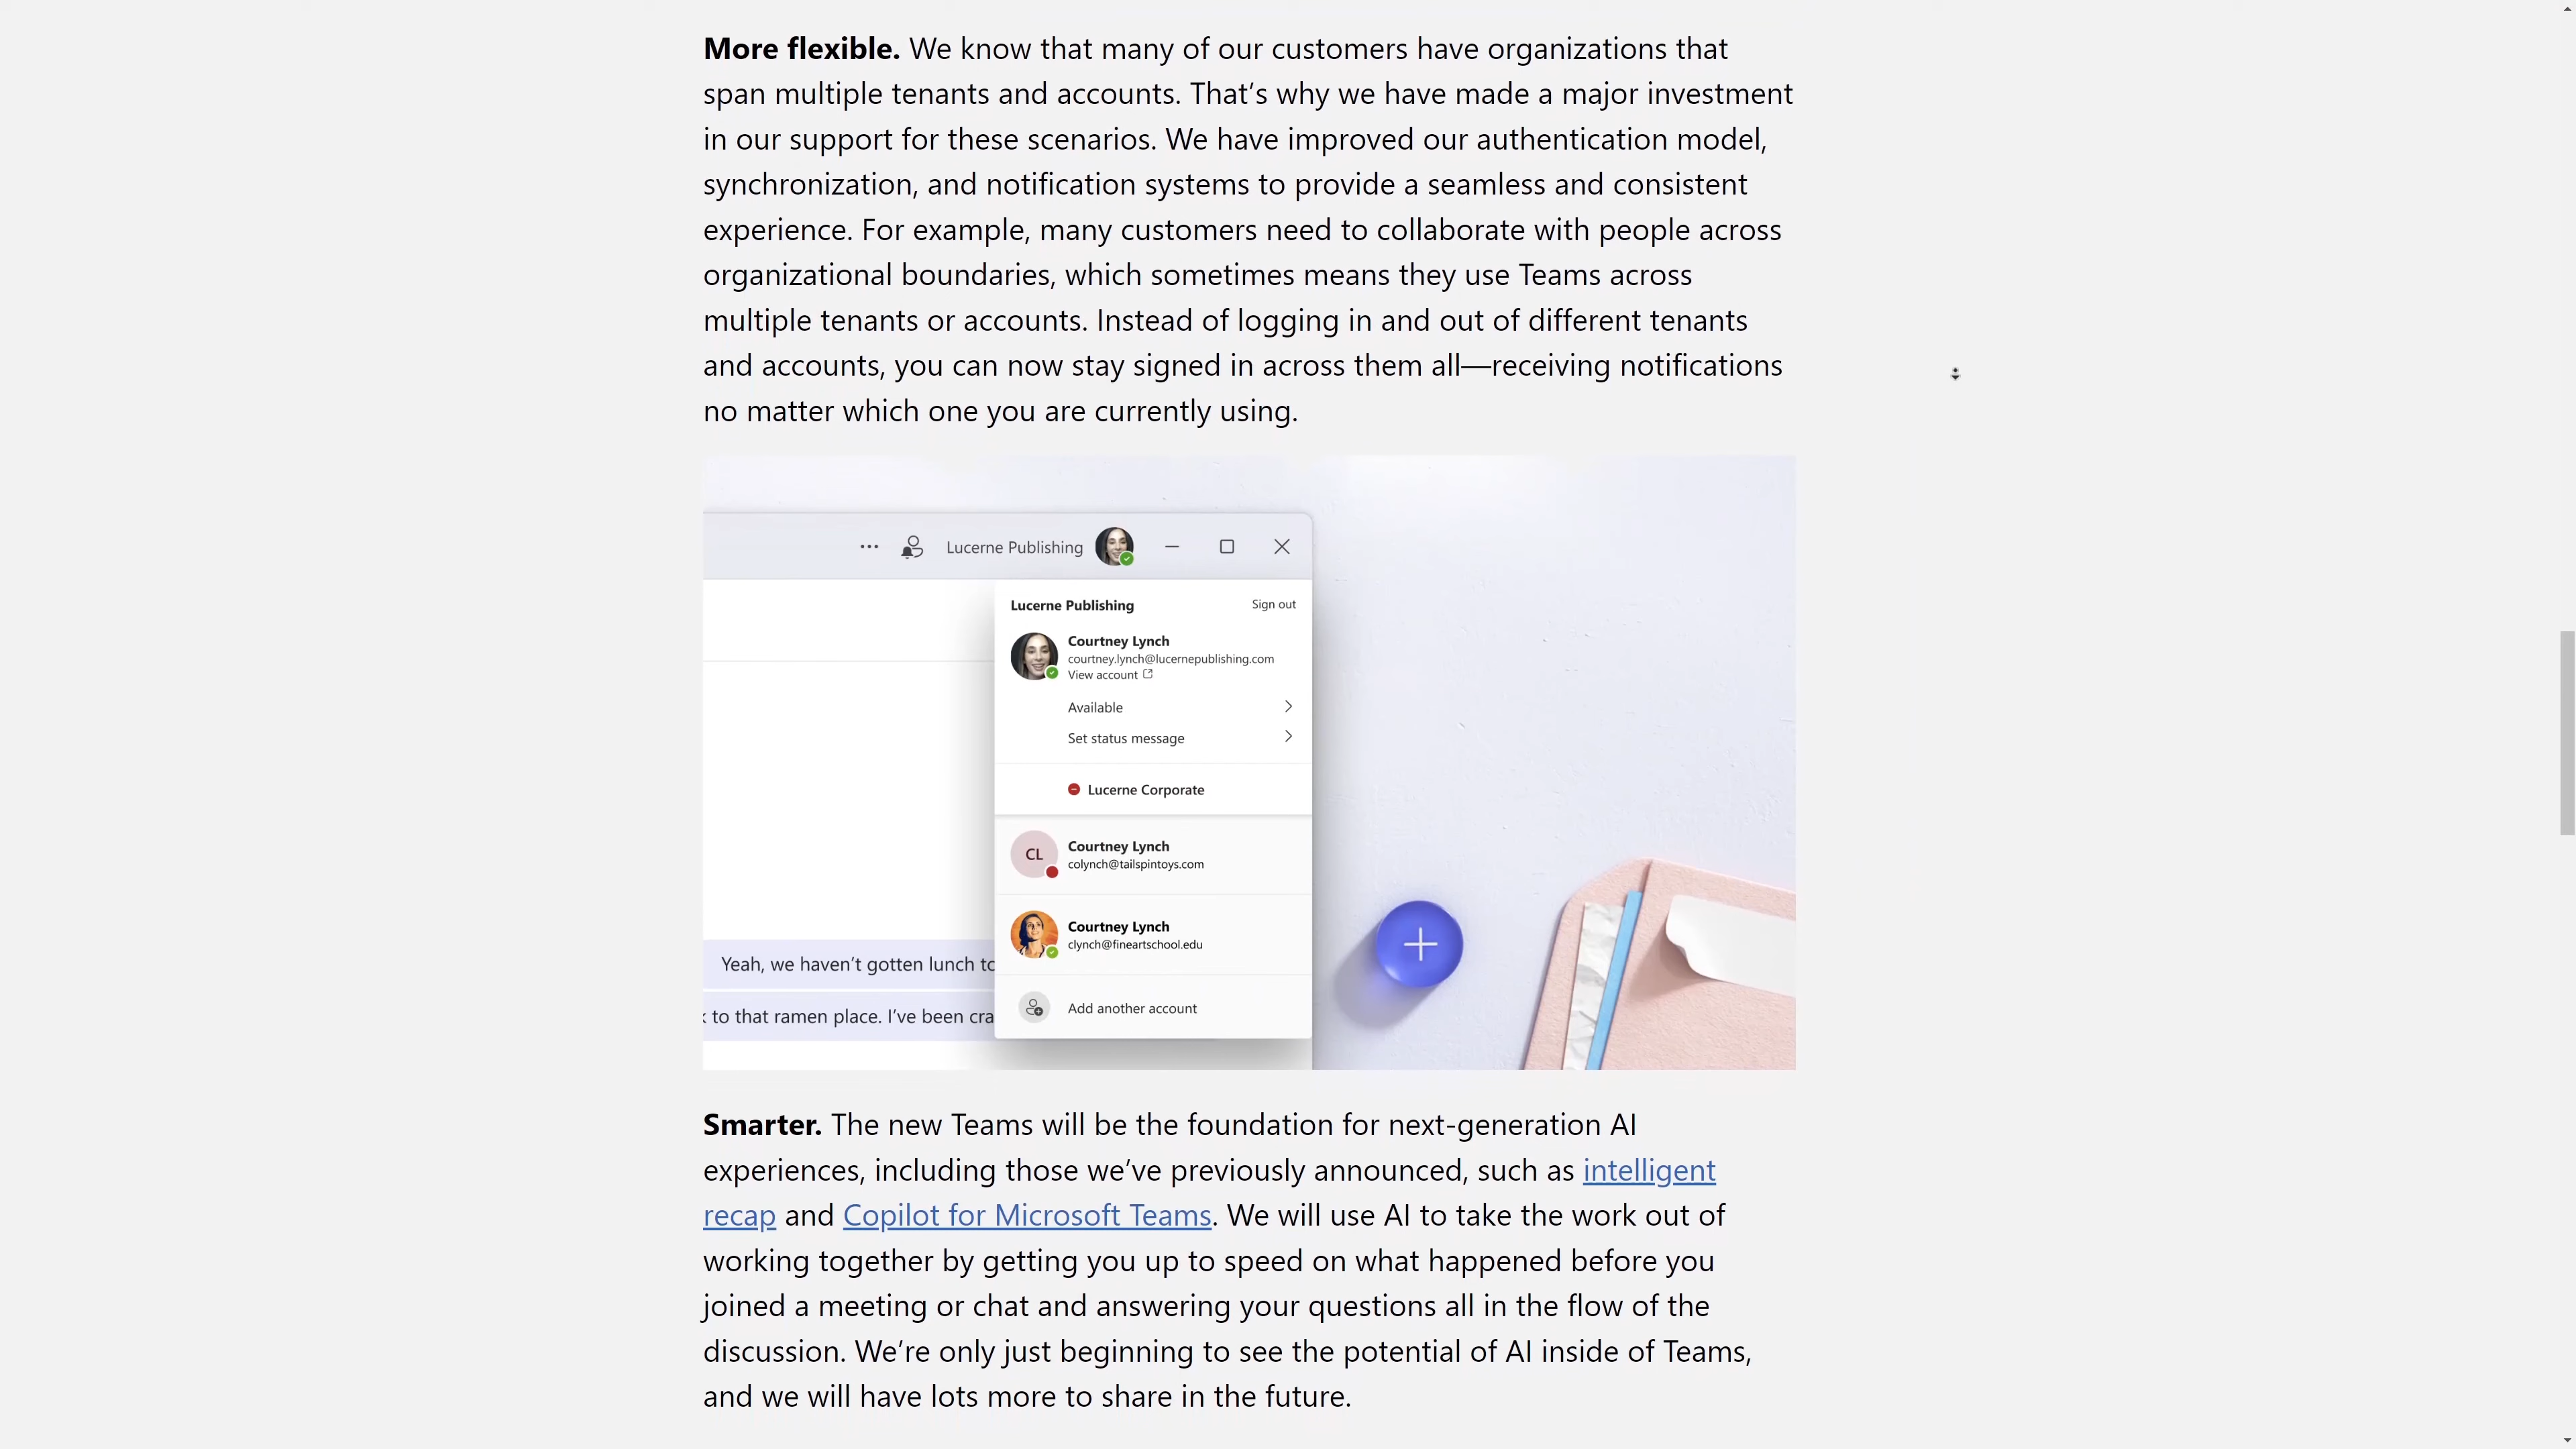 More flexible. We know that many of our customers have organizations that
span multiple tenants and accounts. That’s why we have made a major investment
in our support for these scenarios. We have improved our authentication model,
synchronization, and notification systems to provide a seamless and consistent
experience. For example, many customers need to collaborate with people across
organizational boundaries, which sometimes means they use Teams across
multiple tenants or accounts. Instead of logging in and out of different tenants
and accounts, you can now stay signed in across them all—receiving notifications
no matter which one you are currently using.
Lucerne Publishing
Lucerne Publishing Sign out
Courtney Lynch
courtney.lynch@lucernepublishing.com
View account
Available
Set status message
Lucerne Corporate
CL
Courtney Lynch
colynch@tailspintoys.com
Courtney Lynch
clynch@fineartschool.edu
Yeah, we haven’t gotten lunch to
Add another account
k to that ramen place. I’ve been cra
Smarter. The new Teams will be the foundation for next-generation AI
experiences, including those we’ve previously announced, such as intelligent
recap and Copilot for Microsoft Teams. We will use AI to take the work out of
working together by getting you up to speed on what happened before you
joined a meeting or chat and answering your questions all in the flow of the
discussion. We’re only just beginning to see the potential of AI inside of Teams,
and we will have lots more to share in the future.